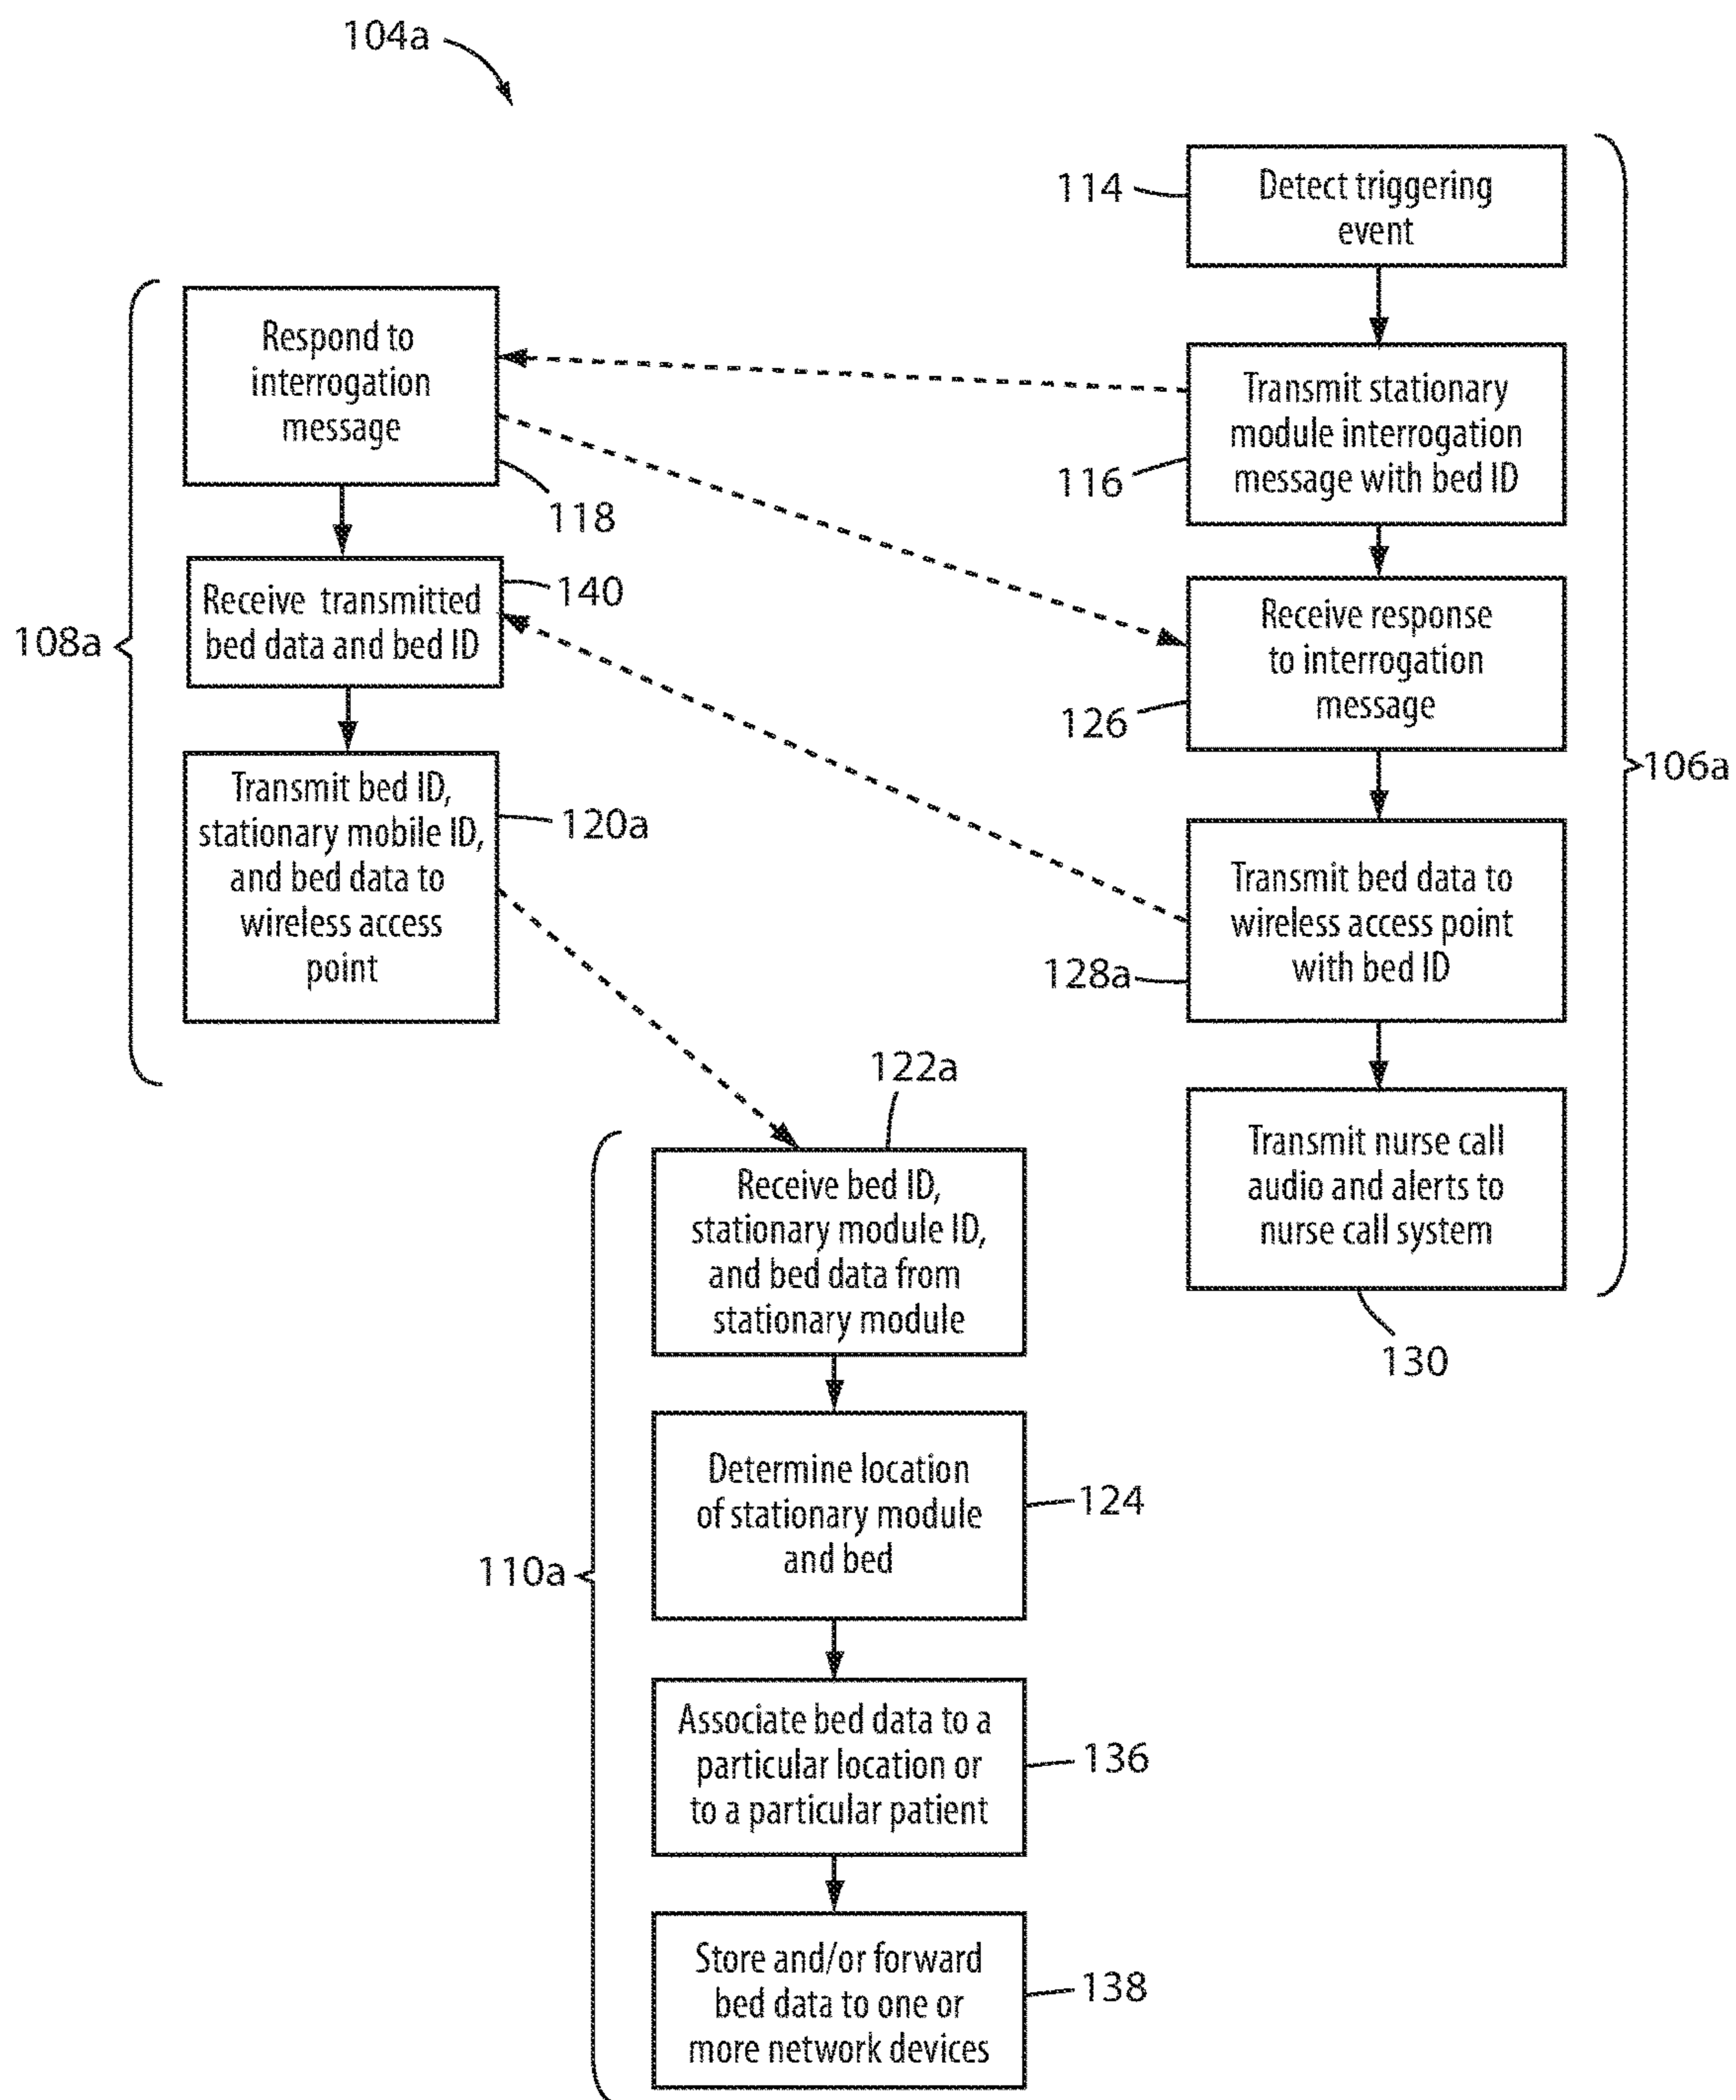 104a
114
Detect triggering
event
Respond to
interrogation
message
118
Transmit stationary
module interrogation
message with bed ID
116
140
Receive transmitted
bed data and bed ID
108a
Receive response
to interrogation
message
126
106a
Transmit bed ID,
stationary mobile ID,
and bed data to
wireless access
point
120a
Transmit bed data to
wireless access point
with bed ID
128a
122a
Receive bed ID,
stationary module ID,
and bed data from
stationary module
Transmit nurse call
audio and alerts to
nurse call system
130
Determine location
of stationary module
and bed
124
110a
Associate bed data to a
particular location or
to a particular patient
136
Store and/or forward
bed data to one or
more network devices
138